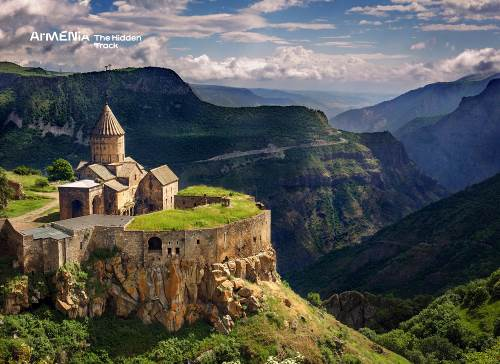 ARMENIA
The Hidden
Track